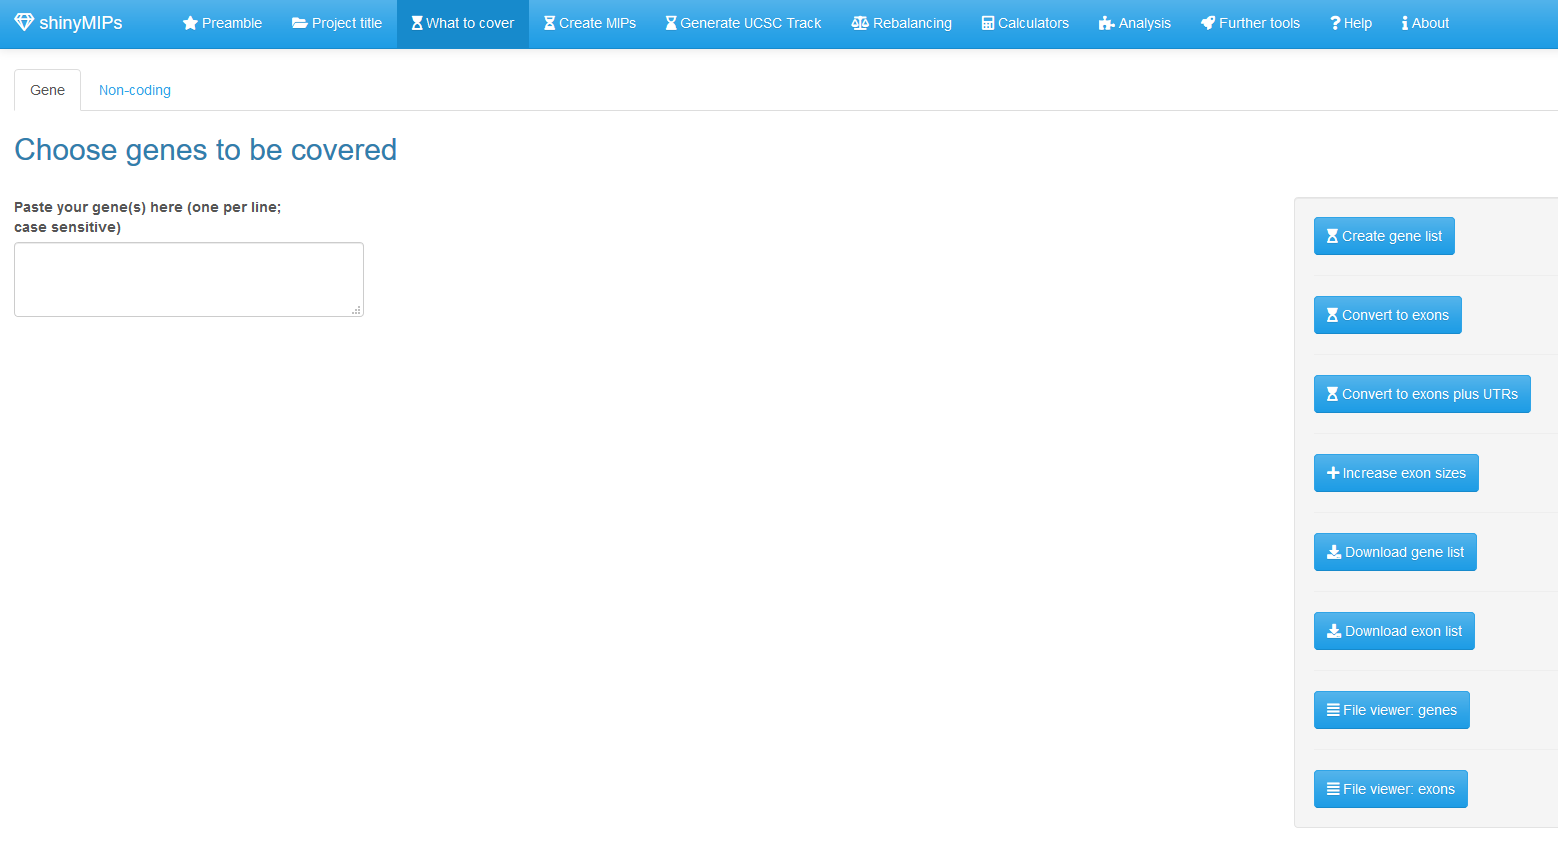 shinyMIPs Preamble Project title What to cover Create MIPs Generate UCSC Track Rebalancing Calculators Analysis Further tools Help About
Gene Non-coding
Choose genes to be covered
Paste your gene(s) here (one per line;
case sensitive)
Create gene list
Convert to exons
Convert to exons plus UTRs
Increase exon sizes
Download gene list
Download exon list
File viewer: genes
File viewer: exons